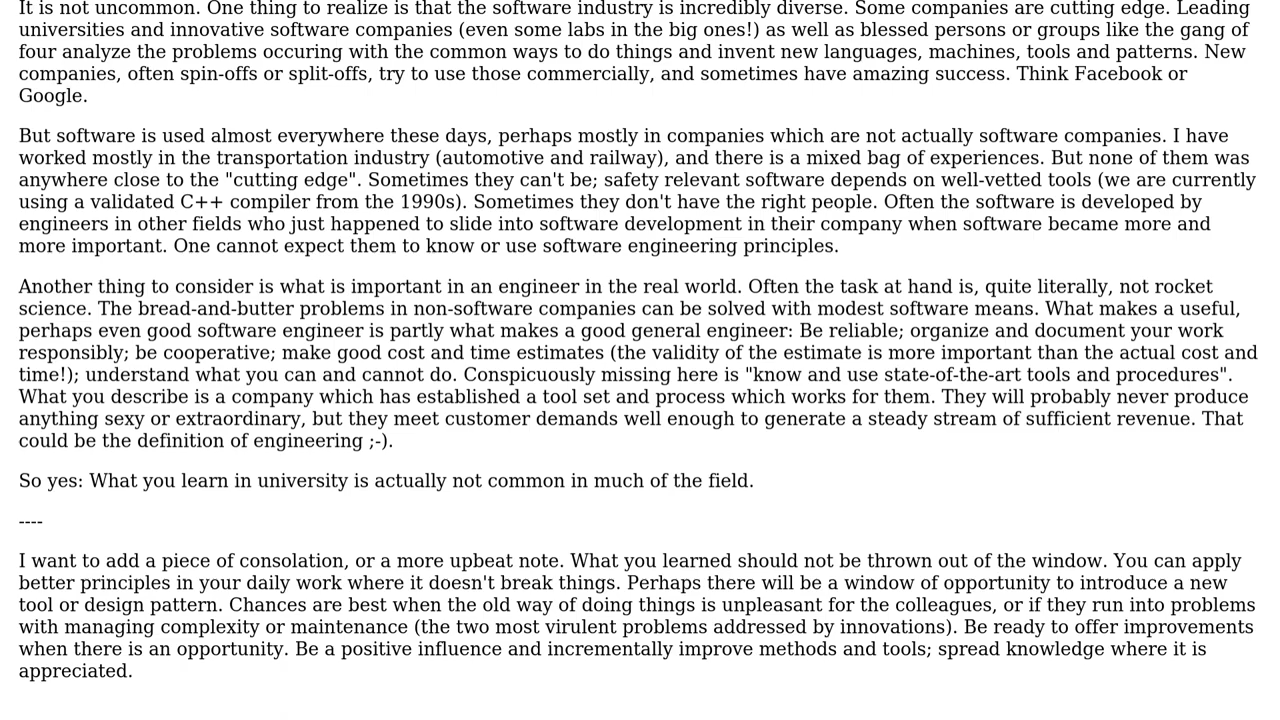 It is not uncommon. One thing to realize is that the software industry is incredibly diverse. Some companies are cutting edge. Leading
universities and innovative software companies (even some labs in the big ones!) as well as blessed persons or groups like the gang of
four analyze the problems occuring with the common ways to do things and invent new languages, machines, tools and patterns. New
companies, often spin-offs or split-offs, try to use those commercially, and sometimes have amazing success. Think Facebook or
Google.
But software is used almost everywhere these days, perhaps mostly in companies which are not actually software companies. I have
worked mostly in the transportation industry (automotive and railway), and there is a mixed bag of experiences. But none of them was
anywhere close to the "cutting edge". Sometimes they can't be; safety relevant software depends on well-vetted tools (we are currently
using a validated C++ compiler from the 1990s). Sometimes they don't have the right people. Often the software is developed by
engineers in other fields who just happened to slide into software development in their company when software became more and
more important. One cannot expect them to know or use software engineering principles.
Another thing to consider is what is important in an engineer in the real world. Often the task at hand is, quite literally, not rocket
science. The bread-and-butter problems in non-software companies can be solved with modest software means. What makes a useful,
perhaps even good software engineer is partly what makes a good general engineer: Be reliable; organize and document your work
responsibly; be cooperative; make good cost and time estimates (the validity of the estimate is more important than the actual cost and
time!); understand what you can and cannot do. Conspicuously missing here is "know and use state-of-the-art tools and procedures".
What you describe is a company which has established a tool set and process which works for them. They will probably never produce
anything sexy or extraordinary, but they meet customer demands well enough to generate a steady stream of sufficient revenue. That
could be the definition of engineering ;-).
So yes: What you learn in university is actually not common in much of the field.
----
I want to add a piece of consolation, or a more upbeat note. What you learned should not be thrown out of the window. You can apply
better principles in your daily work where it doesn't break things. Perhaps there will be a window of opportunity to introduce a new
tool or design pattern. Chances are best when the old way of doing things is unpleasant for the colleagues, or if they run into problems
with managing complexity or maintenance (the two most virulent problems addressed by innovations). Be ready to offer improvements
when there is an opportunity. Be a positive influence and incrementally improve methods and tools; spread knowledge where it is
appreciated.